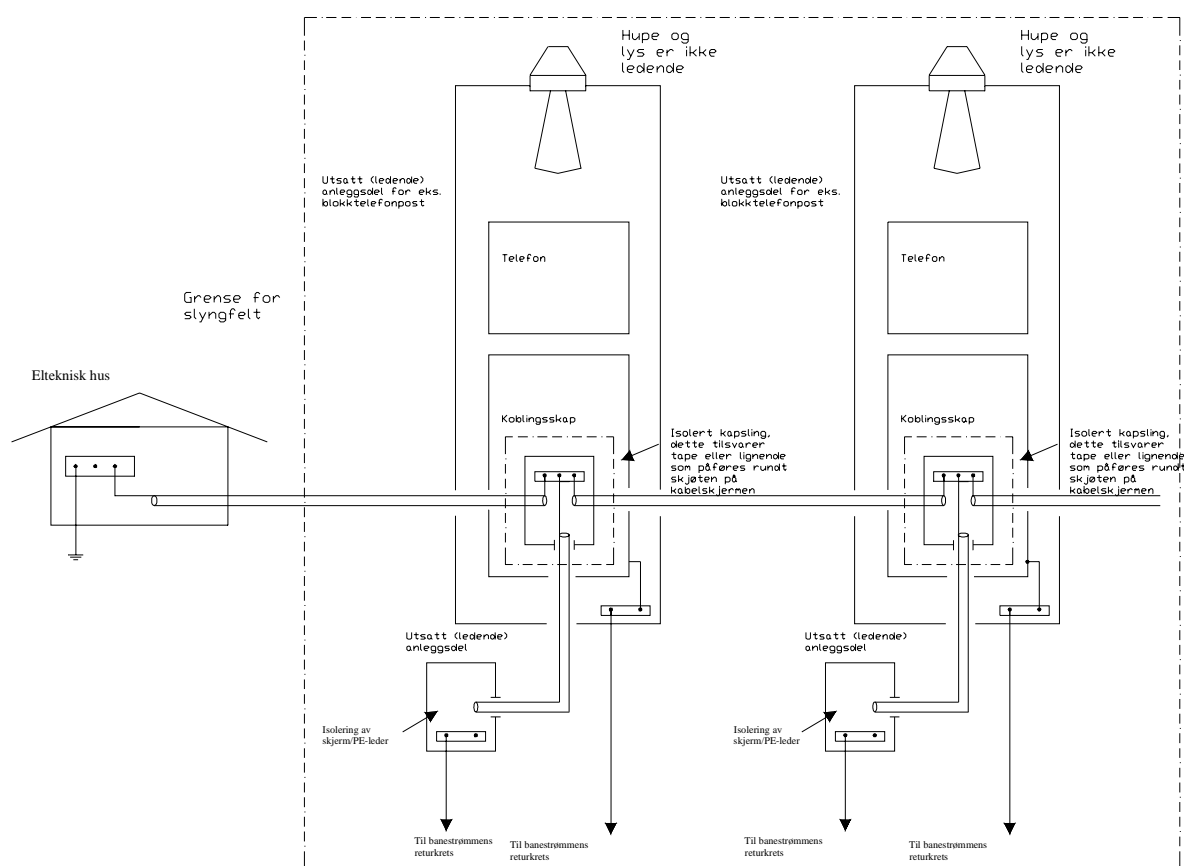 Hupe og
lys er ikke
ledende
Hupe og
lys er ikke
ledende
Utsatt (ledende)
anleggsdel for eks.
blokktelefonpost
Utsatt (ledende)
anleggsdel for eks.
blokktelefonpost
Telefon
Telefon
Grense for
slyngfelt
Elteknisk hus
Koblingsskap
Isolert kapsling,
dette tilsvarer
tape eller lignende
som påføres rundt
skjøten på
kabelskjermen
Koblingsskap
Isolert kapsling,
dette tilsvarer
tape eller lignende
som påføres rundt
skjøten på
kabelskjermen
Utsatt (ledende)
anleggsdel
Utsatt (ledende)
anleggsdel
Isolering av
skjerm/PE-leder
Isolering av
skjerm/PE-leder
Til banestrømmens
returkrets
Til banestrømmens
returkrets
Til banestrømmens
returkrets
Til banestrømmens
returkrets